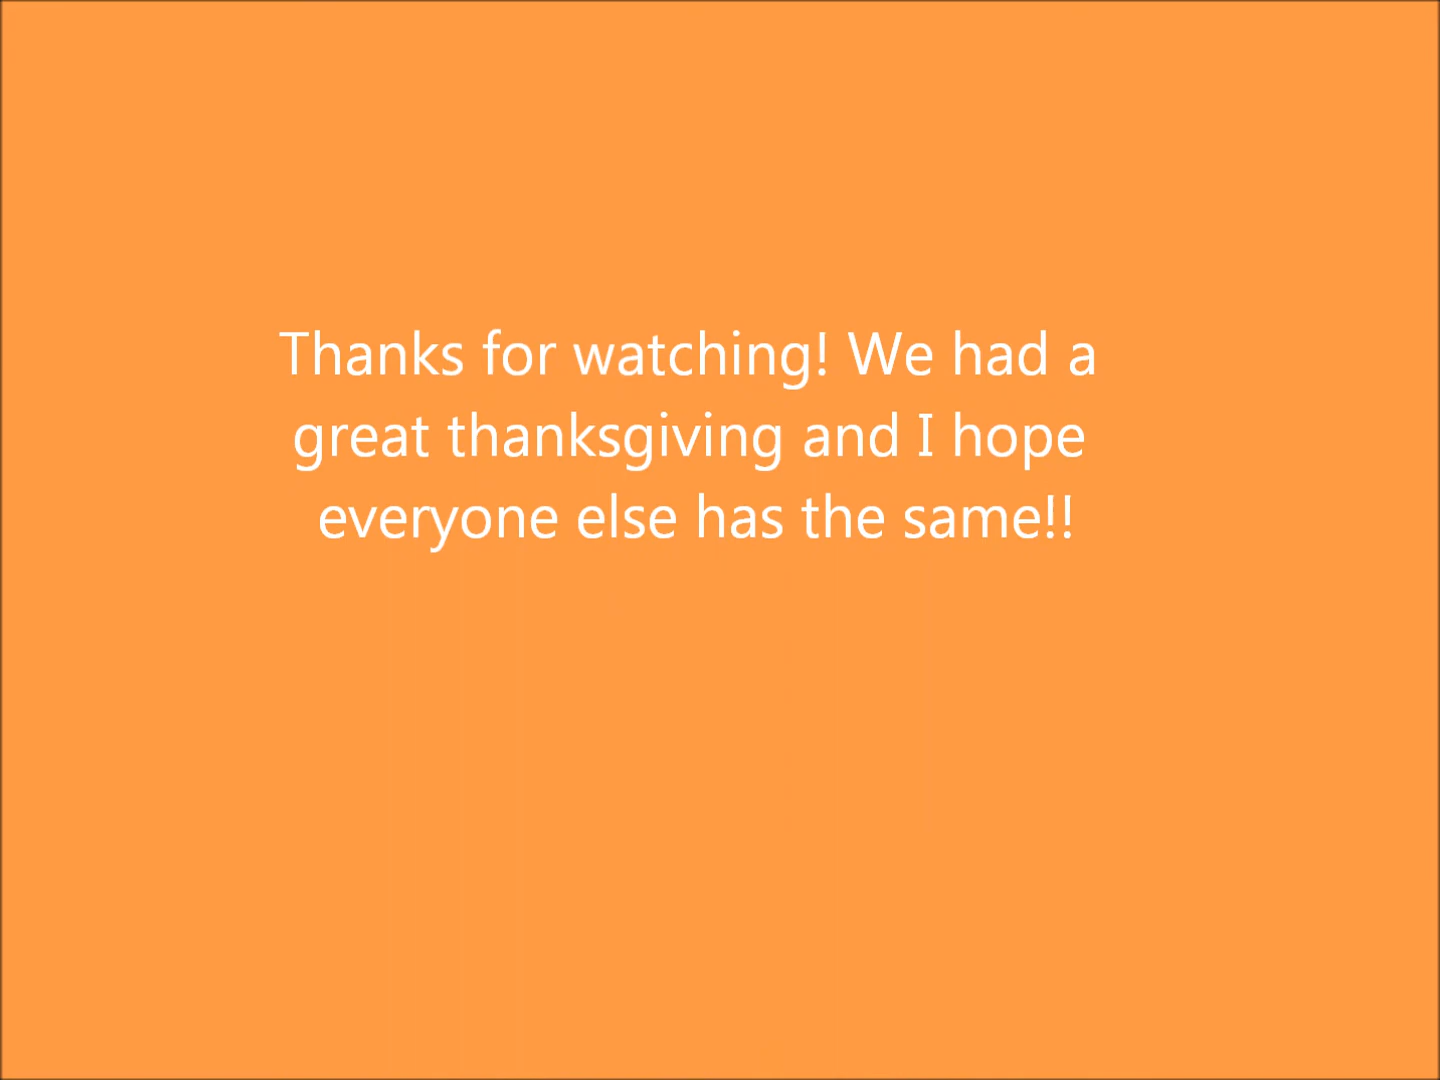 Thanks for watching! We had a
great thanksgiving and I hope
everyone else has the same!!